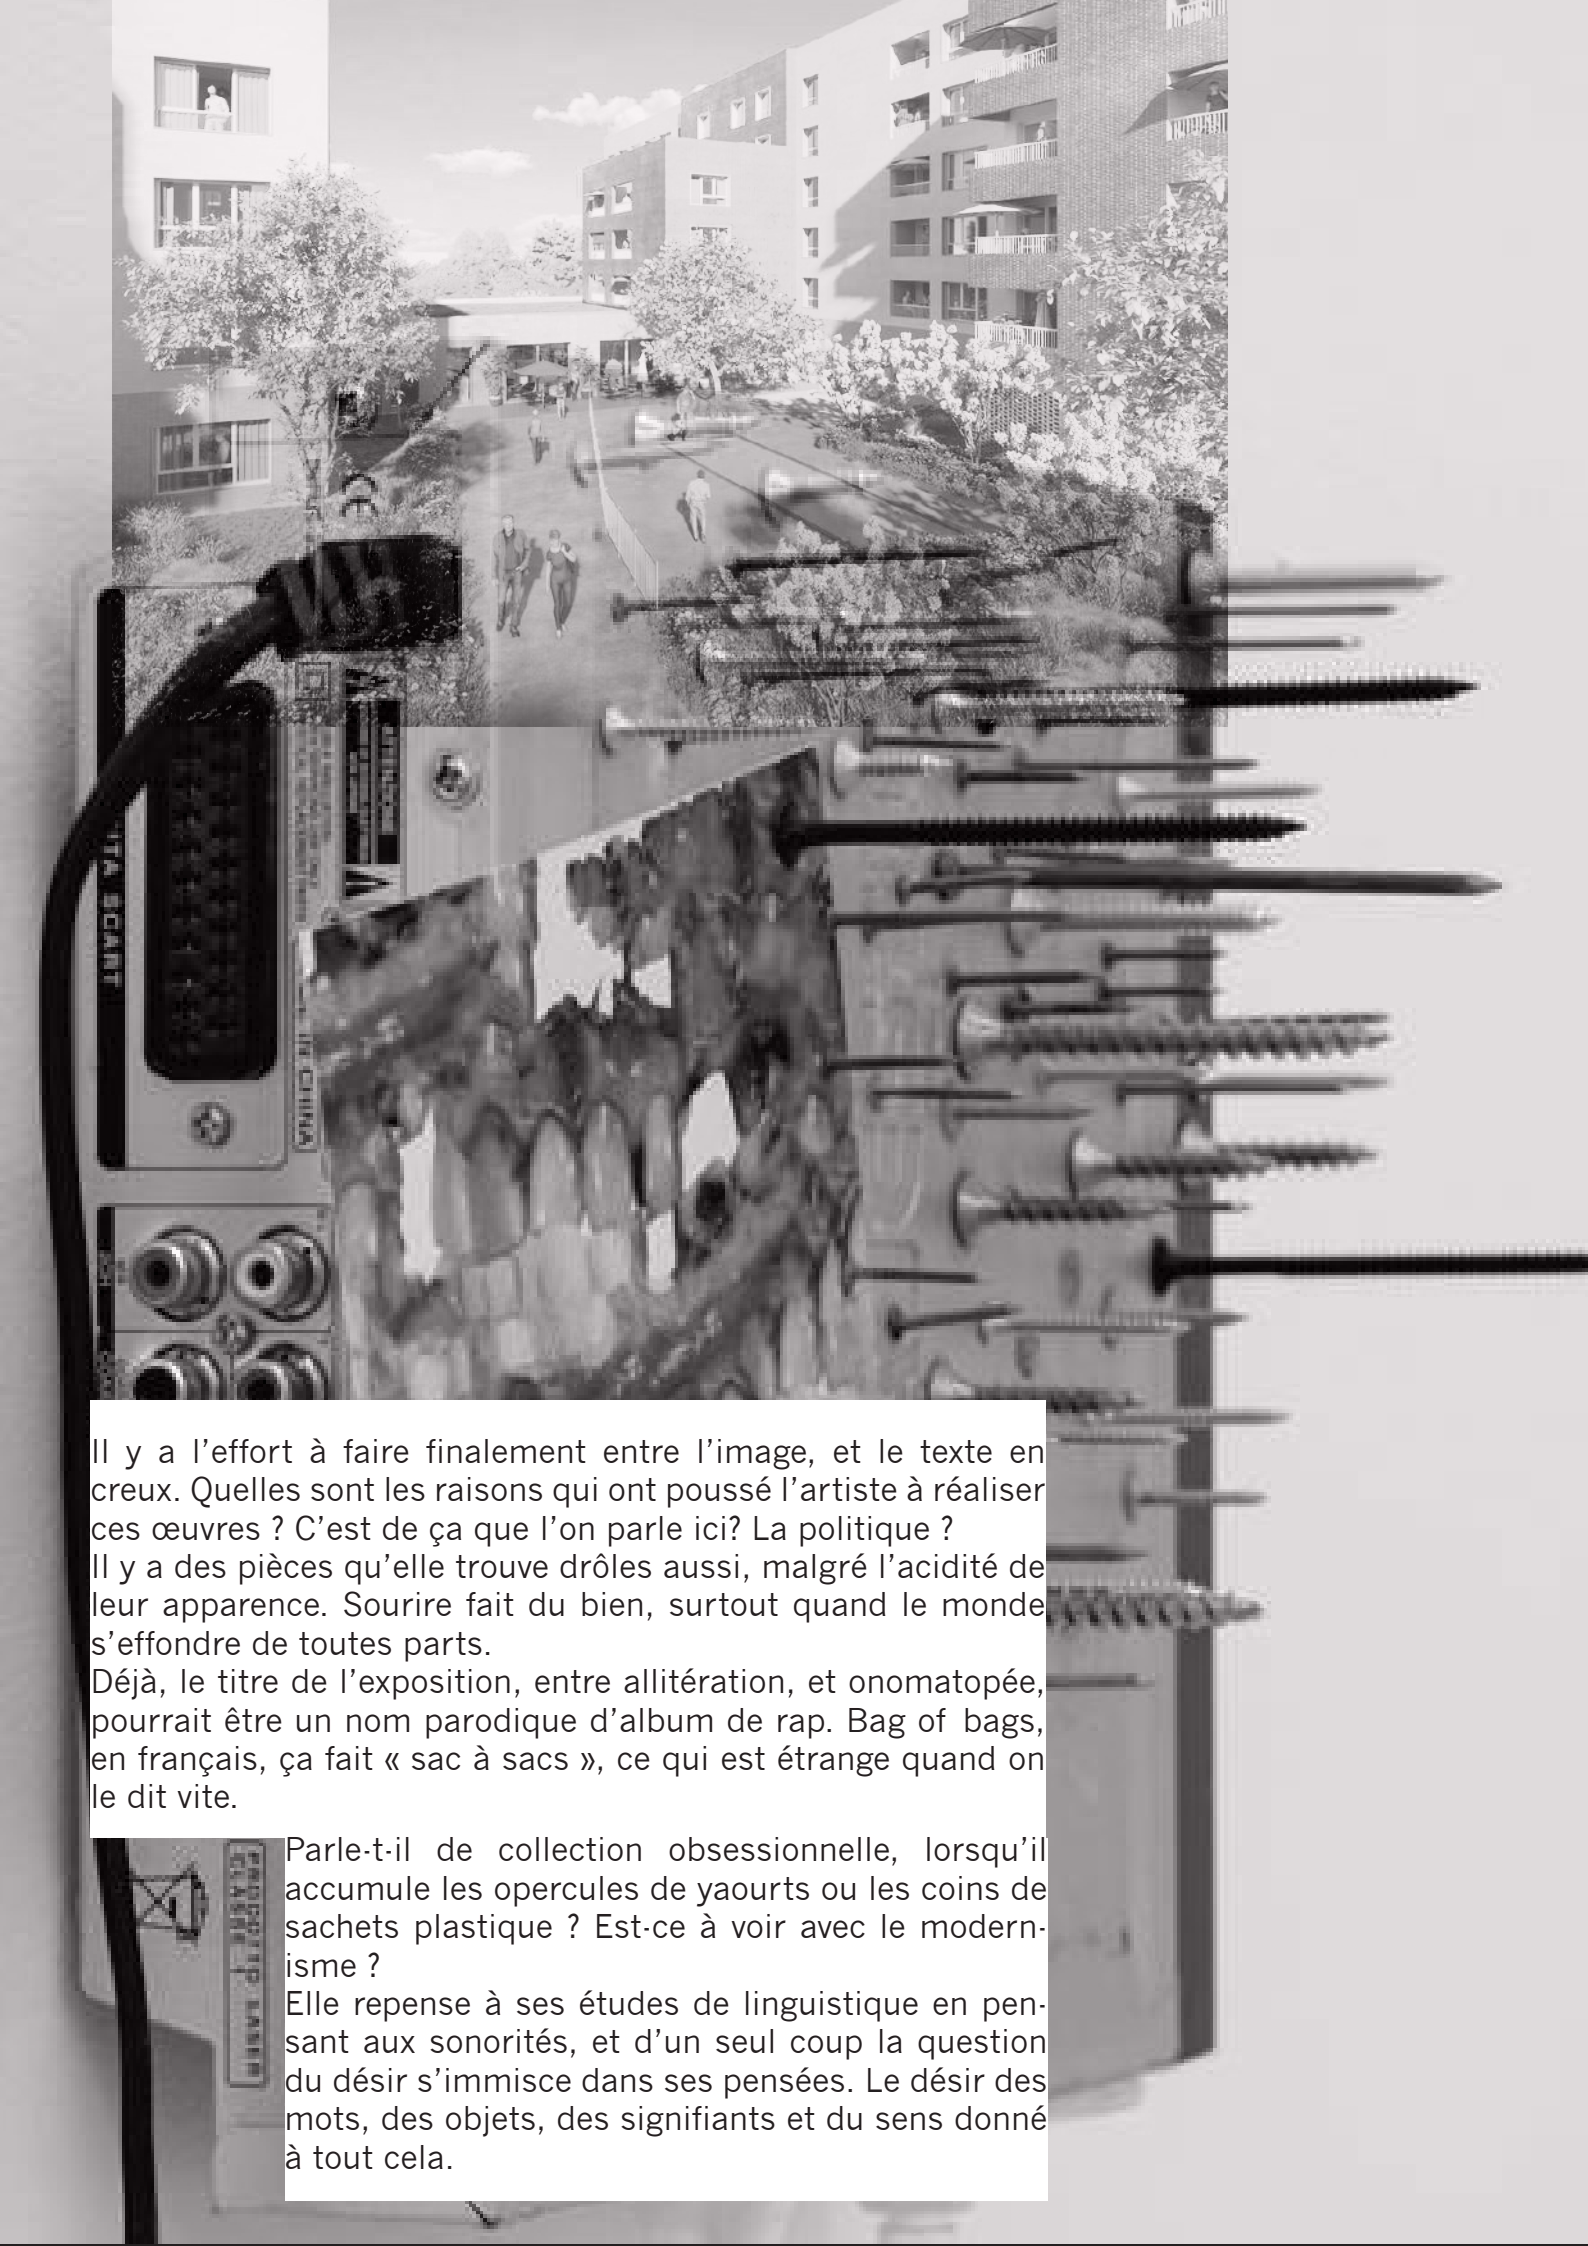 ITA SCART
IN CHINA
Il y a l’effort à faire finalement entre l’image, et le texte en
creux. Quelles sont les raisons qui ont poussé l’artiste à réaliser
ces œuvres ? C’est de ça que l’on parle ici? La politique ?
Il y a des pièces qu’elle trouve drôles aussi, malgré l’acidité de
leur apparence. Sourire fait du bien, surtout quand le monde
s’effondre de toutes parts.
Déjà, le titre de l’exposition, entre allitération, et onomatopée,
pourrait être un nom parodique d’album de rap. Bag of bags,
en français, ça fait « sac à sacs », ce qui est étrange quand on
le dit vite.
Parle-t-il de collection obsessionnelle, lorsqu’il
accumule les opercules de yaourts ou les coins de
sachets plastique ? Est-ce à voir avec le modern-
isme ?
Elle repense à ses études de linguistique en pen-
sant aux sonorités, et d’un seul coup la question
du désir s’immisce dans ses pensées. Le désir des
mots, des objets, des signifiants et du sens donné
à tout cela.